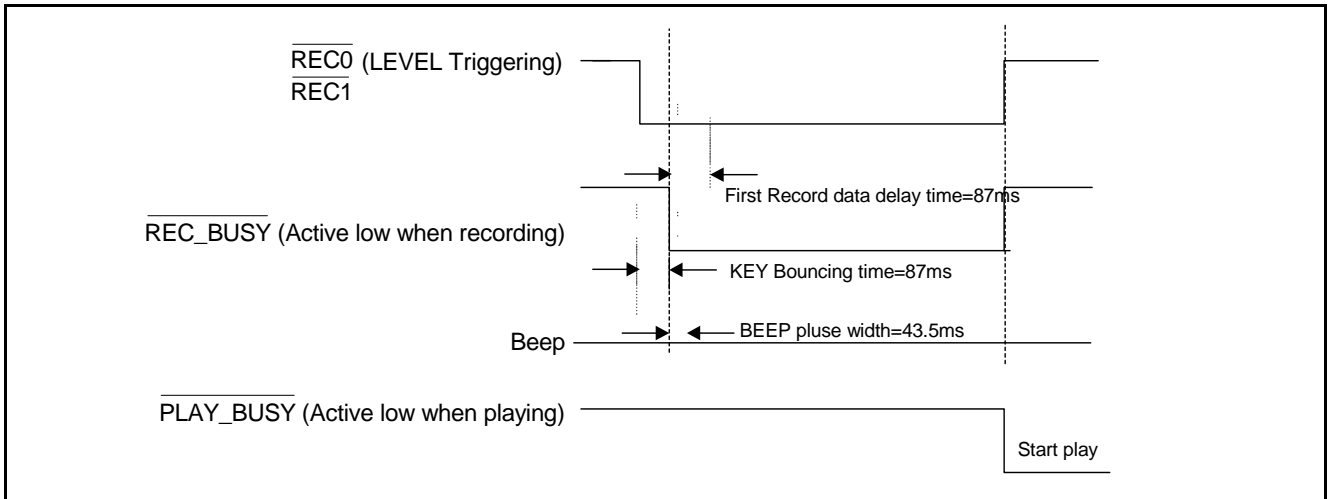 REC0 (LEVEL Triggering)
REC1
First Record data delay time=87ms
REC_BUSY (Active low when recording)
KEY Bouncing time=87ms
BEEP pluse width=43.5ms
Beep
PLAY_BUSY (Active low when playing)
Start play